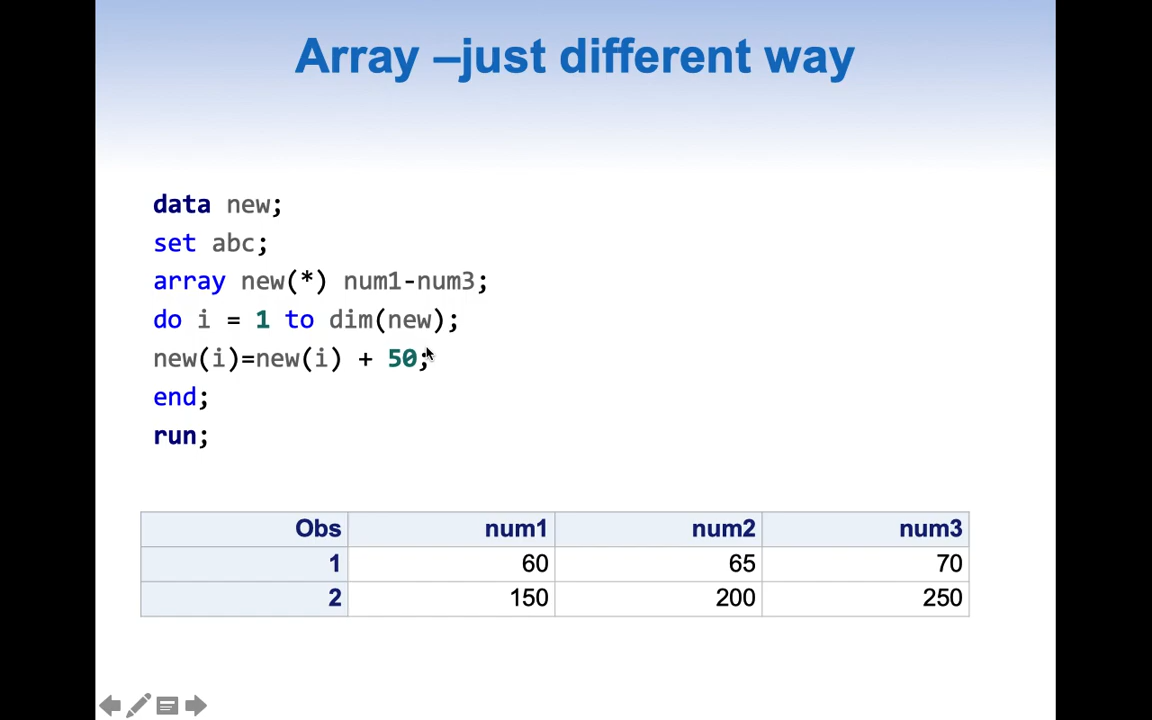 Array –just different way
data new;
set abc;
array new(*) num1-num3;
do i = 1 to dim(new);
new(i)=new(i) + 50;
end;
run;
Obs num1 num2 num3
1 60 65 70
2 150 200 250